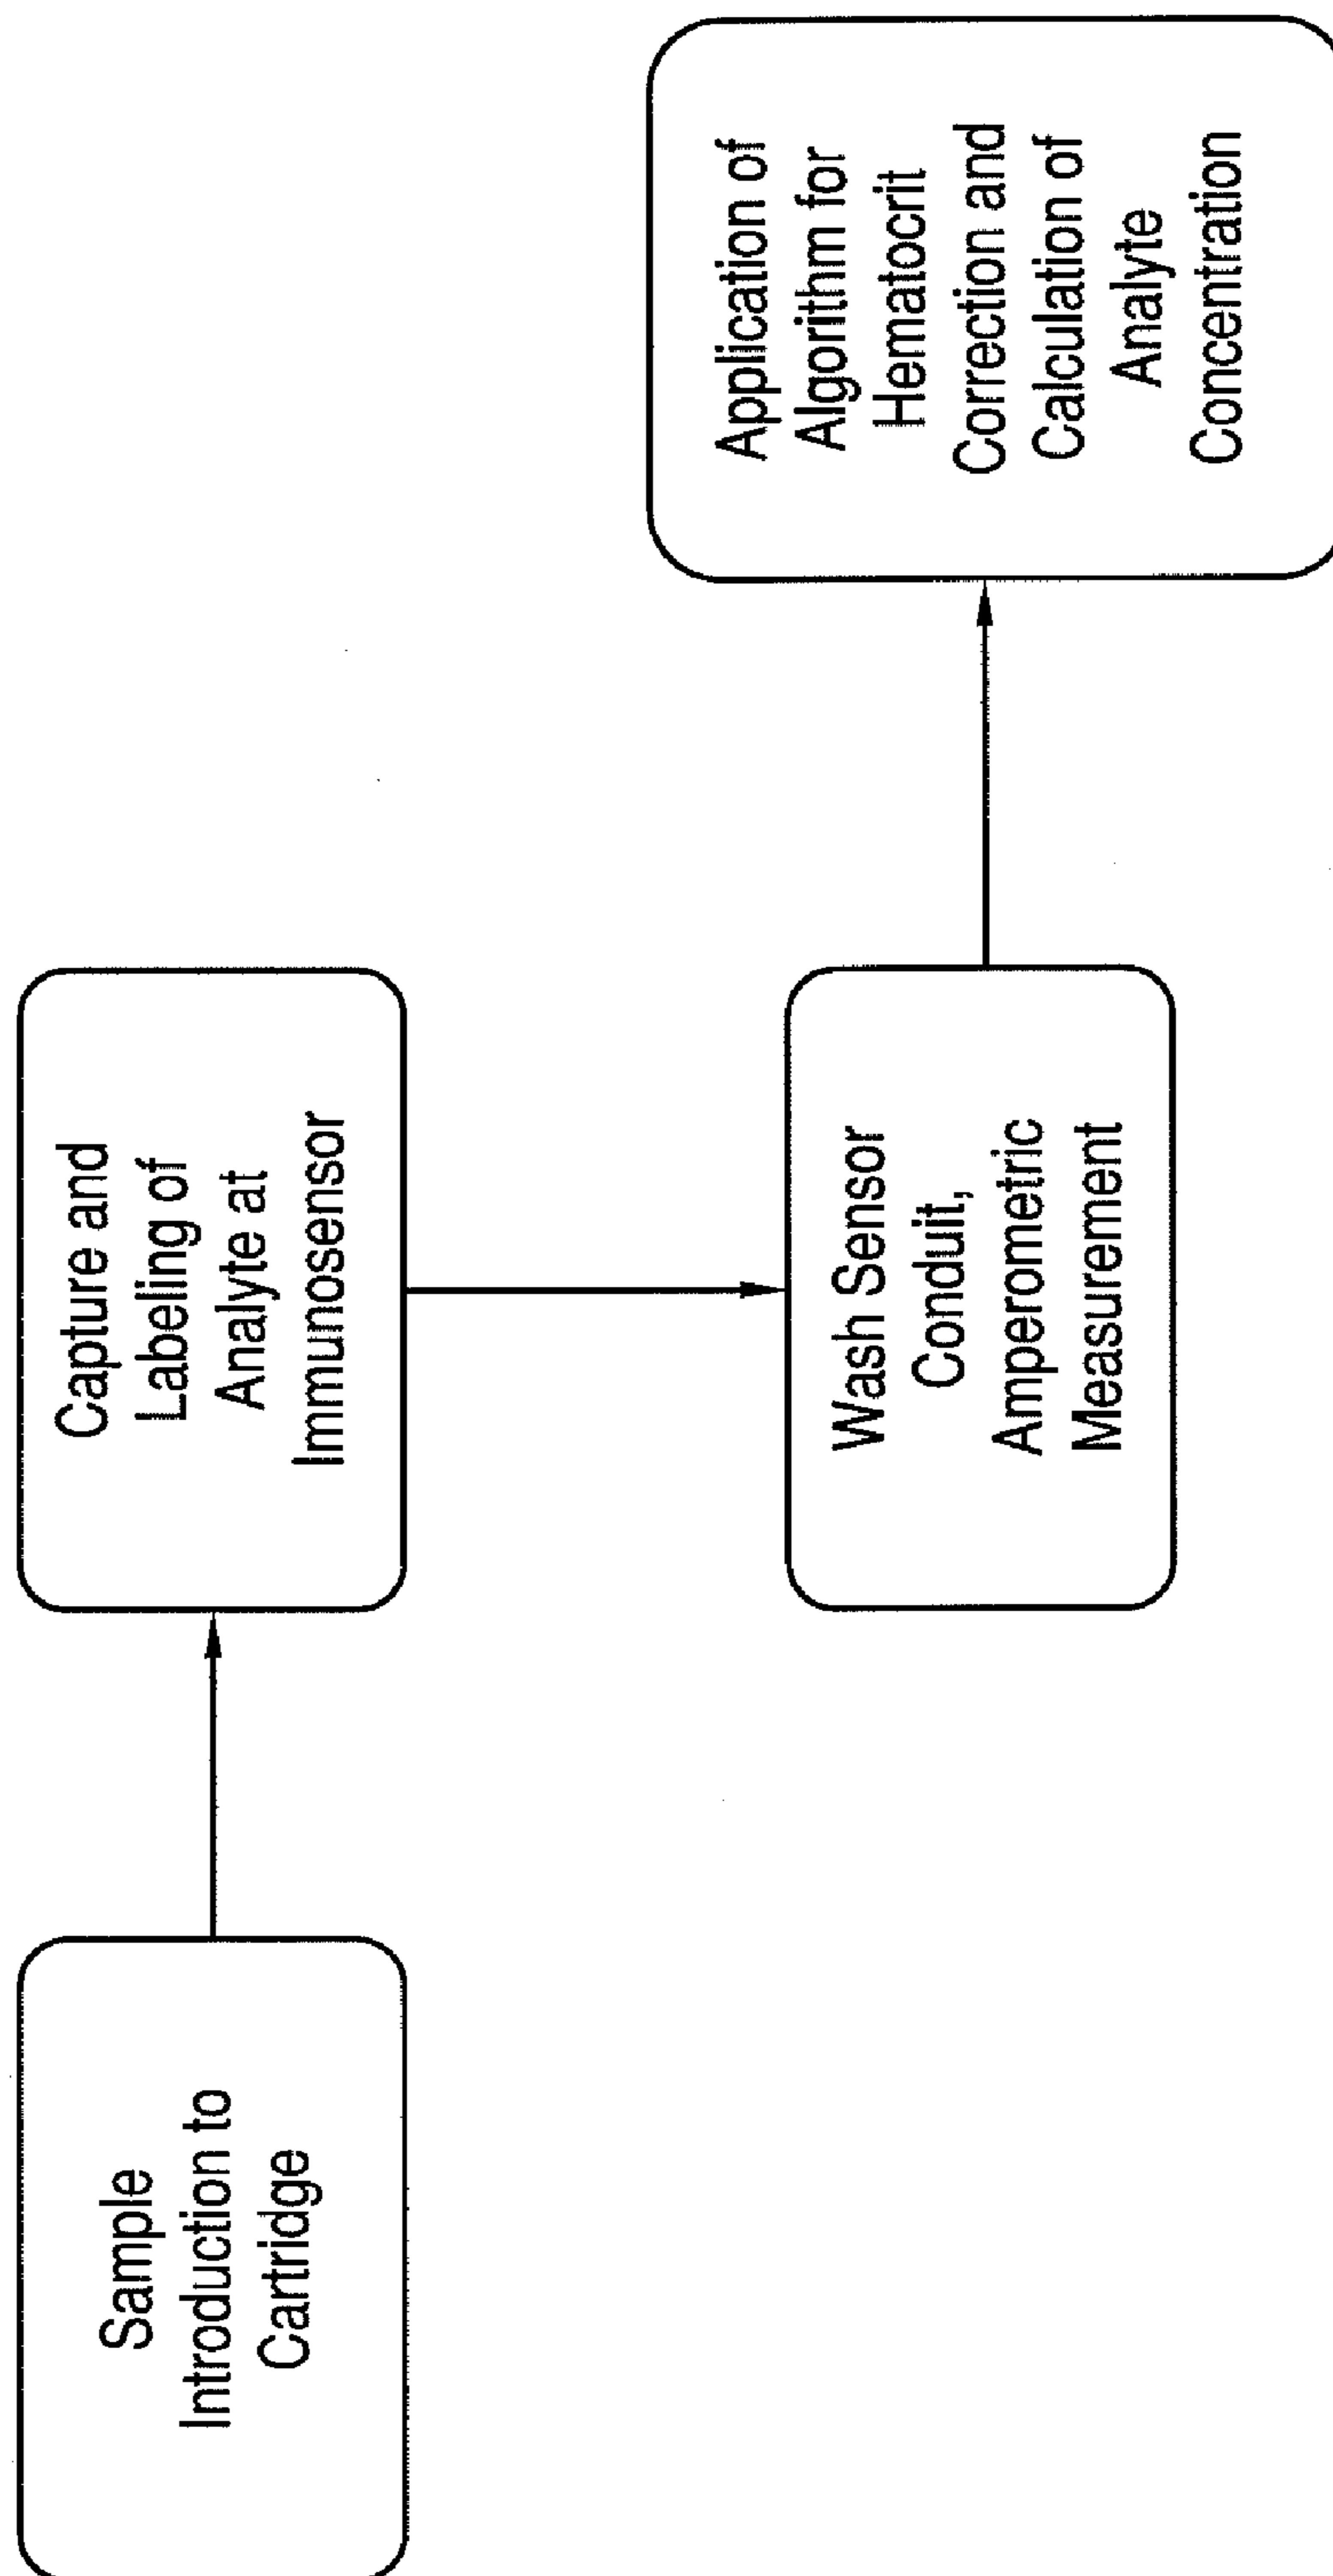 Sample
Introduction to
Cartridge
Capture and
Labeling of
Analyte at
Immunosensor
Wash Sensor
Conduit,
Amperometric
Measurement
Application of
Algorithm for
Hematocrit
Correction and
Calculation of
Analyte
Concentration